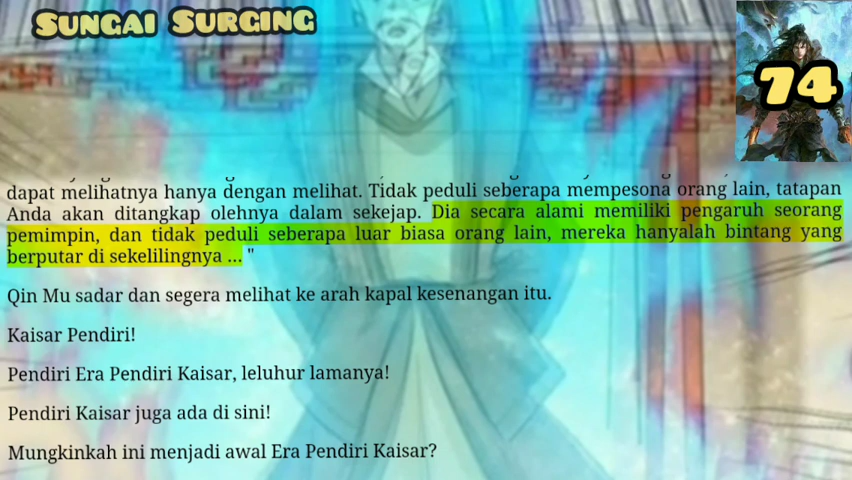 SUNGAI SURGING
74
dapat melihatnya hanya dengan melihat. Tidak peduli seberapa mempesona orang lain, tatapan
Anda akan ditangkap olehnya dalam sekejap. Dia secara alami memiliki pengaruh seorang
pemimpin, dan tidak peduli seberapa luar biasa orang lain, mereka hanyalah bintang yang
berputar di sekelilingnya ... "
Qin Mu sadar dan segera melihat ke arah kapal kesenangan itu.
Kaisar Pendiri!
Pendiri Era Pendiri Kaisar, leluhur lamanya!
Pendiri Kaisar juga ada di sini!
Mungkinkah ini menjadi awal Era Pendiri Kaisar?